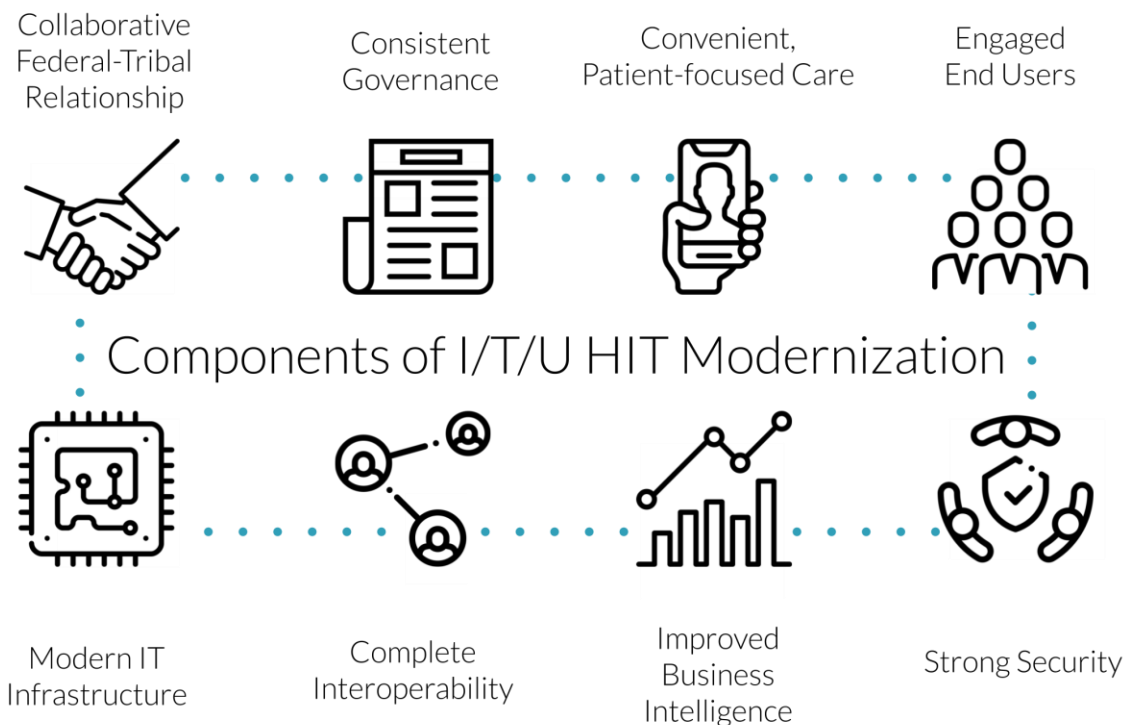 Collaborative
Federal-Tribal
Relationship
Consistent
Governance
Convenient,
Patient-focused Care
Engaged
End Users
Components of I/T/U HIT Modernization
Modern IT
Infrastructure
Complete
Interoperability
Improved
Business
Intelligence
Strong Security